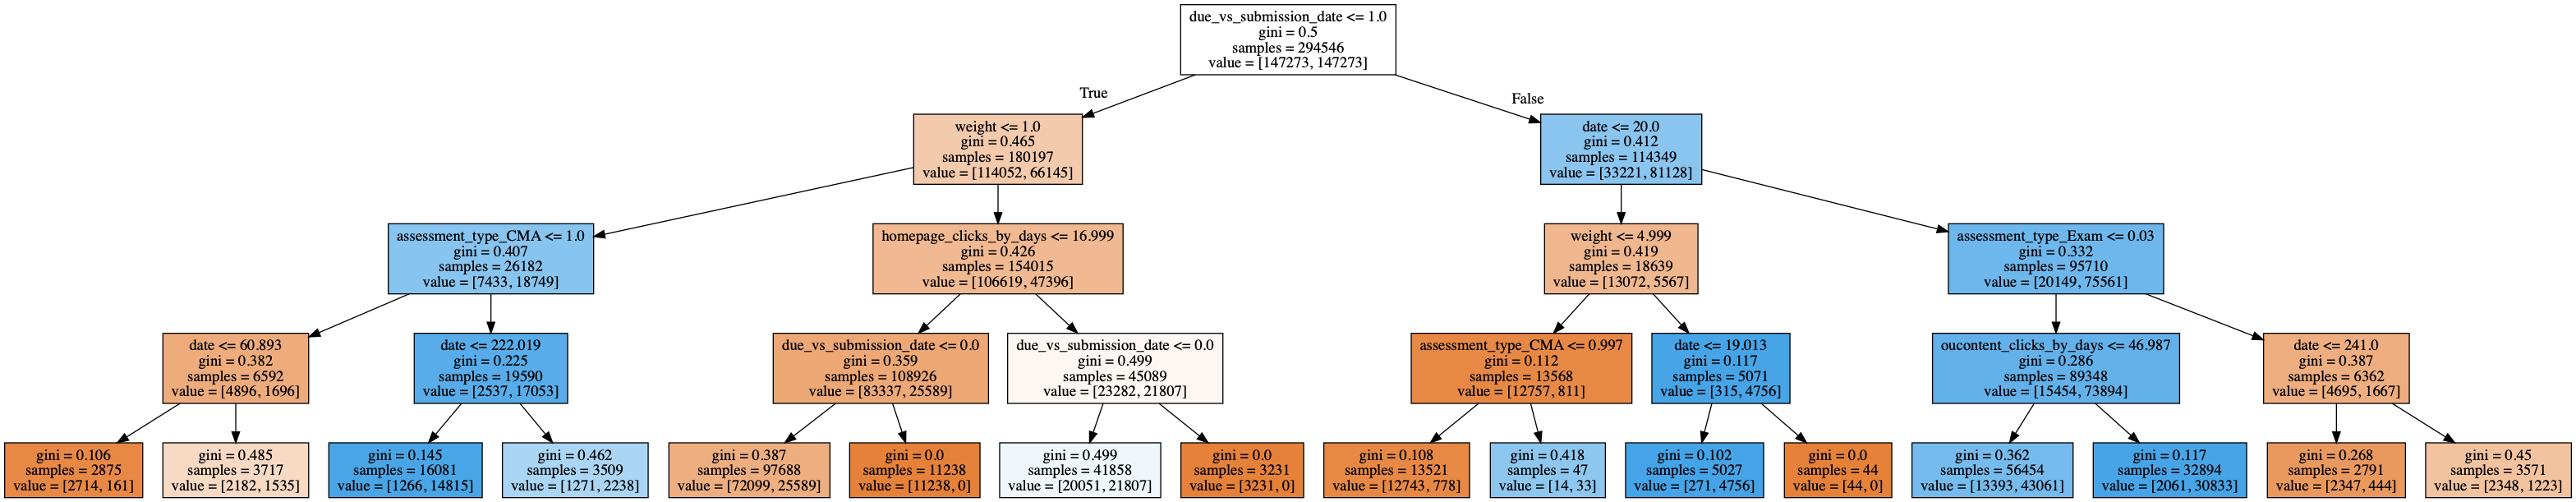 due_vs_submission_date <= 1.0
gini = 0.5
samples = 294546
value = [147273, 147273]
True
False
weight <= 1.0
gini = 0.465
samples = 180197
value = [114052, 66145]
date <= 20.0
gini = 0.412
samples = 114349
value = [33221, 81128]
assessment_type_CMA <= 1.0
gini = 0.407
samples = 26182
value = [7433, 18749]
homepage_clicks_by_days <= 16.999
gini = 0.426
samples = 154015
value = [106619, 47396]
weight <= 4.999
gini = 0.419
samples = 18639
value = [13072, 5567]
assessment_type_Exam <= 0.03
gini = 0.332
samples = 95710
value = [20149, 75561]
date <= 60.893
gini = 0.382
samples = 6592
value = [4896, 1696]
date <= 222.019
gini = 0.225
samples = 19590
value = [2537, 17053]
due_vs_submission_date <= 0.0
gini = 0.359
samples = 108926
value = [83337, 25589]
due_vs_submission_date <= 0.0
gini = 0.499
samples = 45089
value = [23282, 21807]
assessment_type_CMA <= 0.997
gini = 0.112
samples = 13568
value = [12757, 811]
date <= 19.013
gini = 0.117
samples = 5071
value = [315, 4756]
oucontent_clicks_by_days <= 46.987
gini = 0.286
samples = 89348
value = [15454, 73894]
date <= 241.0
gini = 0.387
samples = 6362
value = [4695, 1667]
gini = 0.106
samples = 2875
value = [2714, 161]
gini = 0.485
samples = 3717
value = [2182, 1535]
gini = 0.145
samples = 16081
value = [1266, 14815]
gini = 0.462
samples = 3509
value = [1271, 2238]
gini = 0.387
samples = 97688
value = [72099, 25589]
gini = 0.0
samples = 11238
value = [11238, 0]
gini = 0.499
samples = 41858
value = [20051, 21807]
gini = 0.0
samples = 3231
value = [3231, 0]
gini = 0.108
samples = 13521
value = [12743, 778]
gini = 0.418
samples = 47
value = [14, 33]
gini = 0.102
samples = 5027
value = [271, 4756]
gini = 0.0
samples = 44
value = [44, 0]
gini = 0.362
samples = 56454
value = [13393, 43061]
gini = 0.117
samples = 32894
value = [2061, 30833]
gini = 0.268
samples = 2791
value = [2347, 444]
gini = 0.45
samples = 3571
value = [2348, 1223]